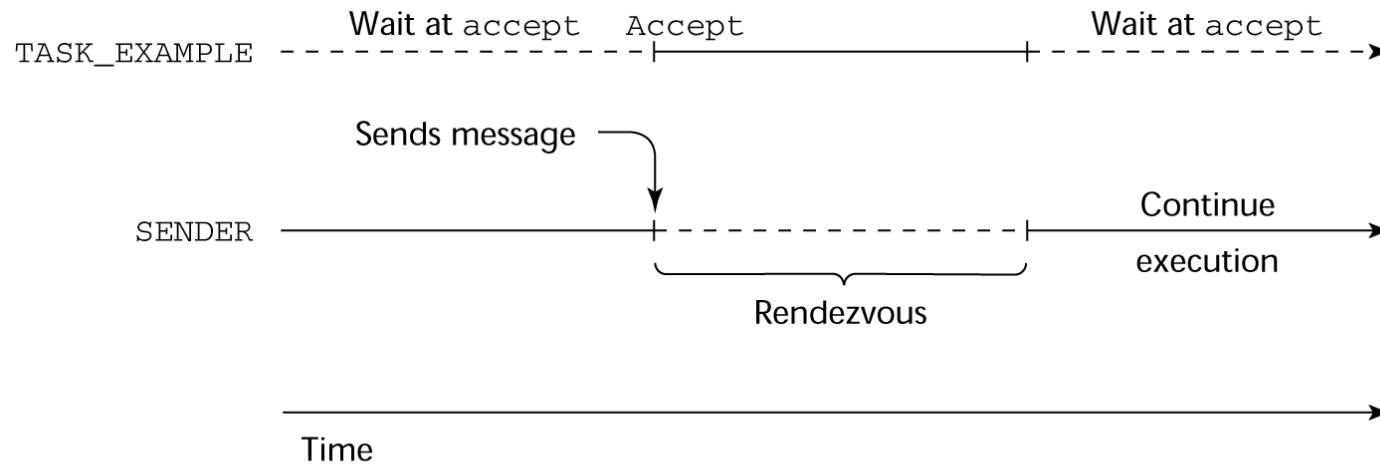 Wait at accept Accept Wait at accept
TASK_EXAMPLE
Sends message
SENDER
Continue
execution
Rendezvous
Time